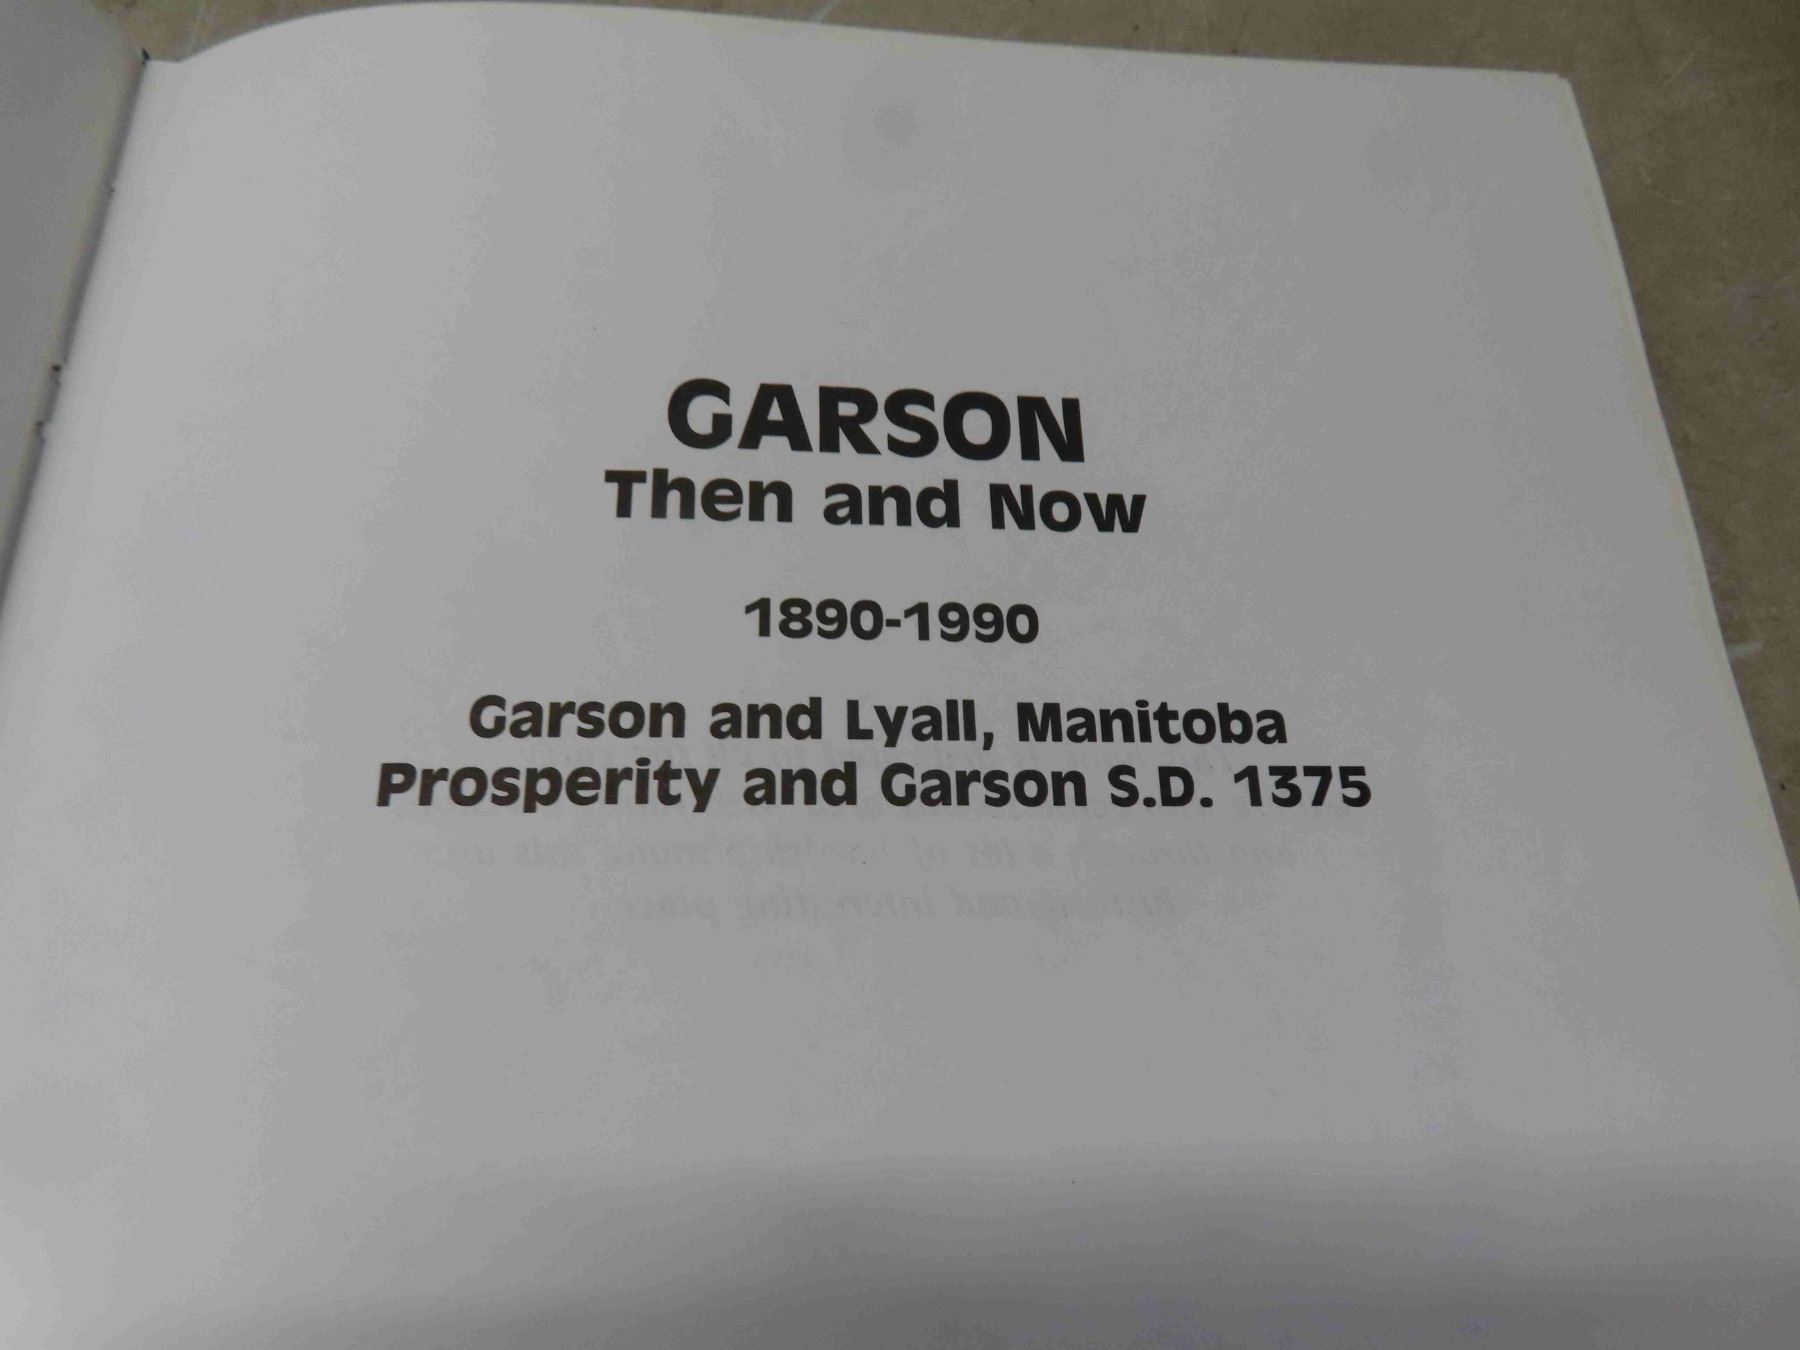 GARSON
Then and Now
1890-1990
Garson and Lyall, Manitoba
Prosperity and Garson S.D. 1375